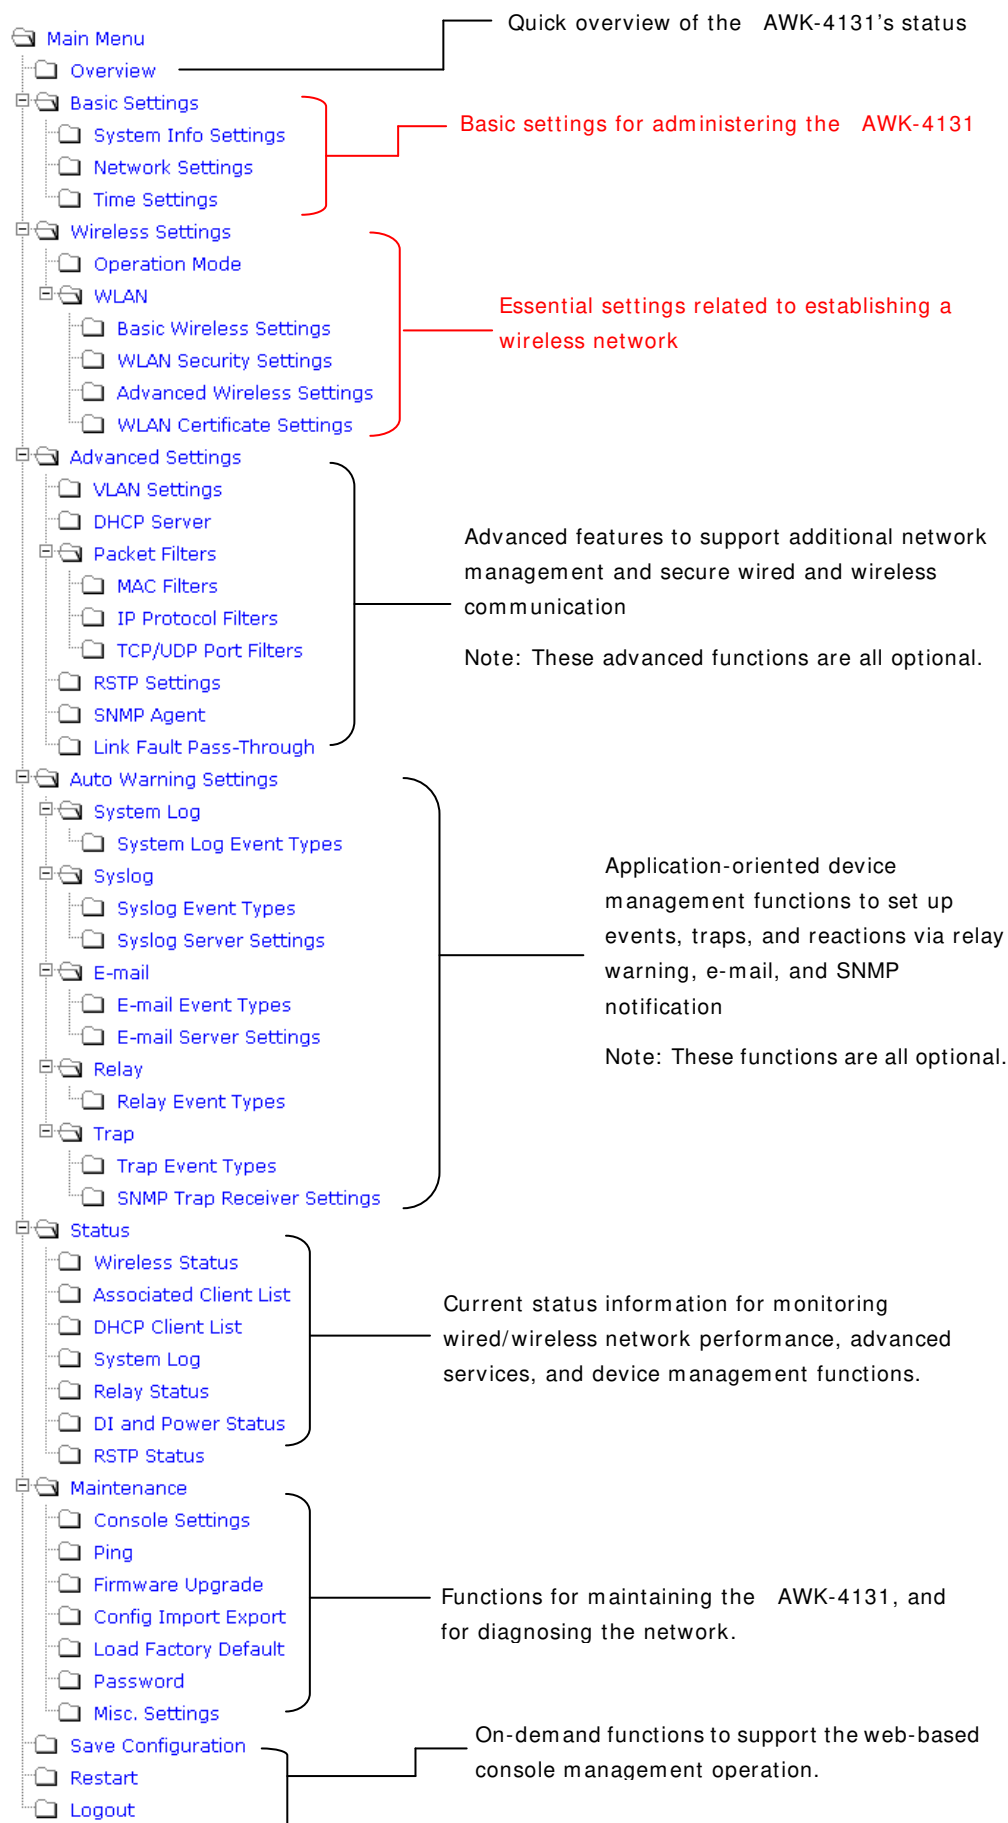 Quick overview of the AWK-4131's status
Main Menu
Overview
Basic Settings
Basic settings for administering the AWK-4131
System Info Settings
Network Settings
Time Settings
Wireless Settings
Operation Mode
WLAN
Essential settings related to establishing a
wireless network
Basic Wireless Settings
WLAN Security Settings
Advanced Wireless Settings
WLAN Certificate Settings
Advanced Settings
VLAN Settings
DHCP Server
Packet Filters
MAC Filters
IP Protocol Filters
TCP/UDP Port Filters
RSTP Settings
SNMP Agent
Link Fault Pass-Through
Advanced features to support additional network
management and secure wired and wireless
communication
Note: These advanced functions are all optional.
Auto Warning Settings
System Log
System Log Event Types
Syslog
Syslog Event Types
Syslog Server Settings
E-mail
E-mail Event Types
E-mail Server Settings
Relay
Relay Event Types
Trap
Trap Event Types
SNMP Trap Receiver Settings
Application-oriented device
management functions to set up
events, traps, and reactions via relay
warning, e-mail, and SNMP
notification
Note: These functions are all optional.
Status
Wireless Status
Associated Client List
DHCP Client List
System Log
Relay Status
DI and Power Status
RSTP Status
Current status information for monitoring
wired/wireless network performance, advanced
services, and device management functions.
Maintenance
Console Settings
Ping
Firmware Upgrade
Config Import Export
Load Factory Default
Password
Misc. Settings
Functions for maintaining the AWK-4131, and
for diagnosing the network.
Save Configuration
Restart
Logout
On-demand functions to support the web-based
console management operation.